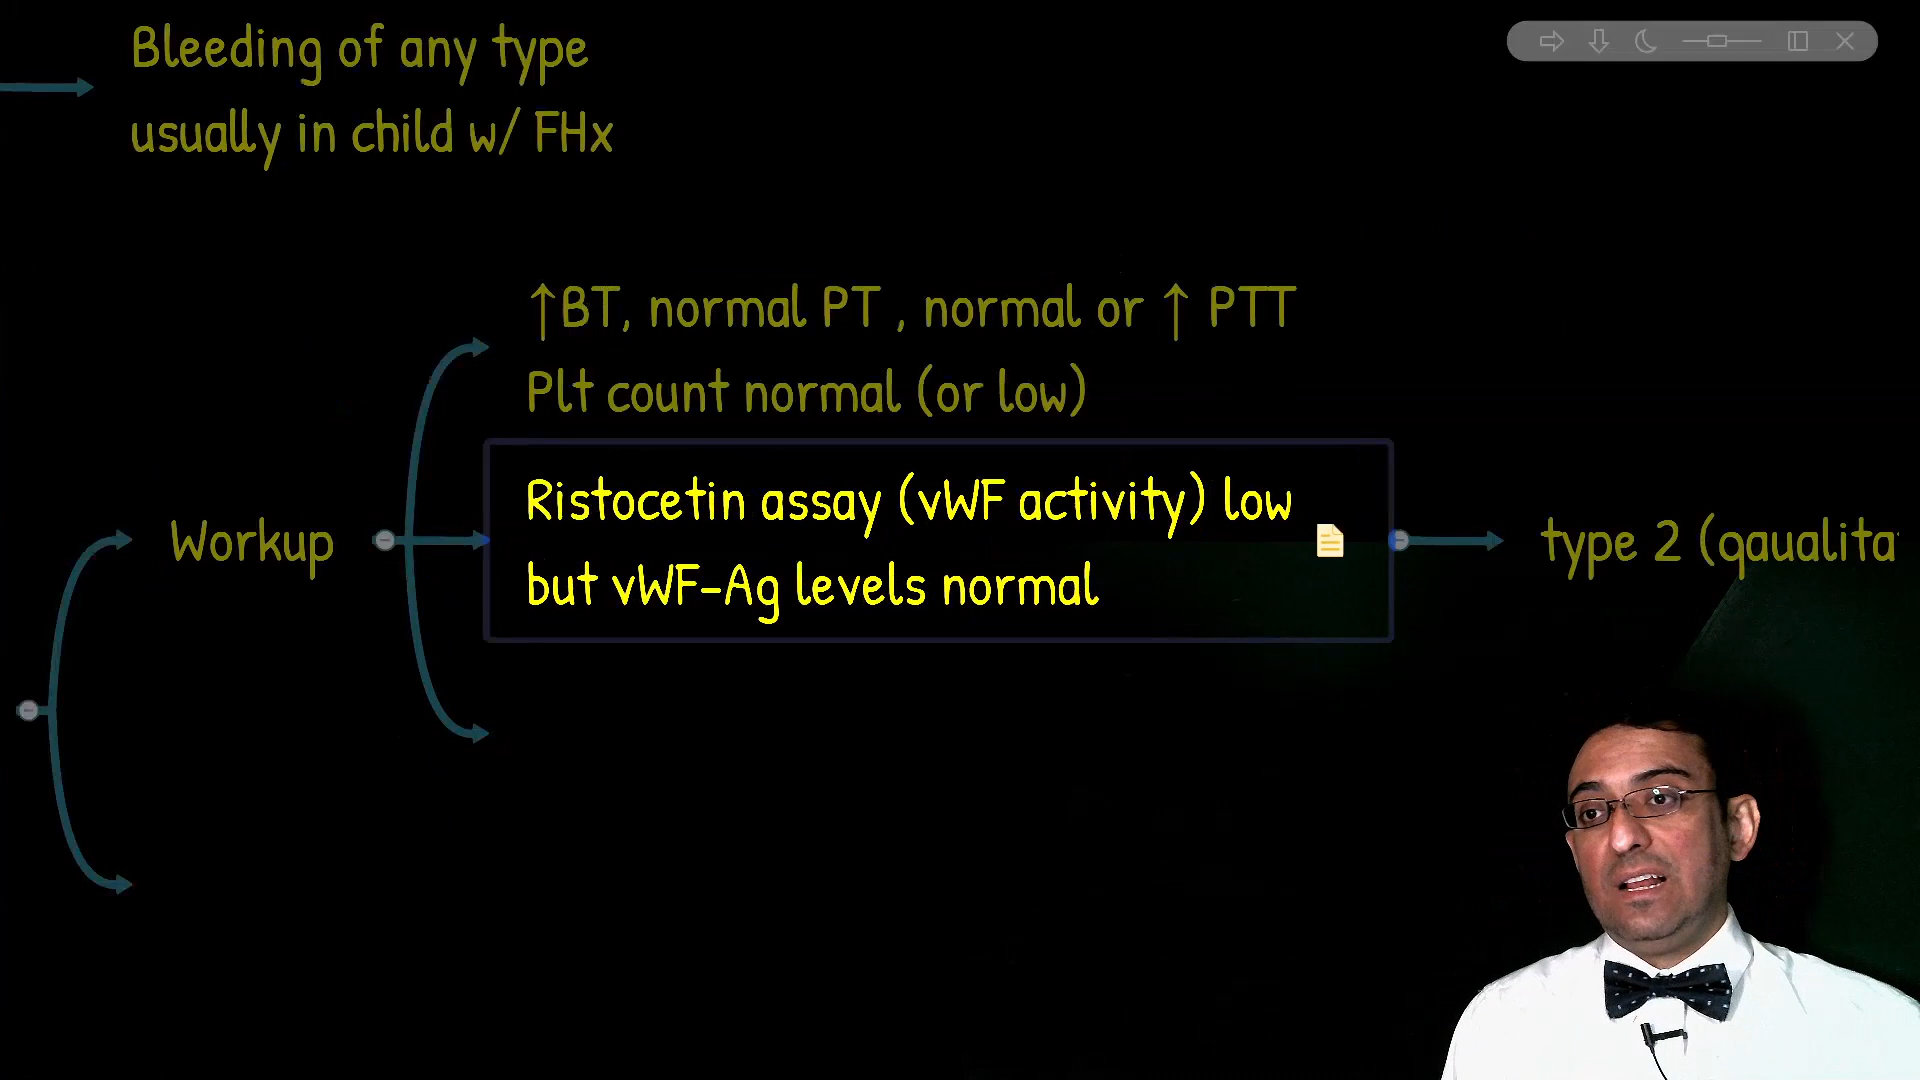 Bleeding of any type
usually in child w/ FHx
↑BT, normal PT , normal or ↑ PTT
Plt count normal (or low)
Ristocetin assay (vWF activity) low
but vWF-Ag levels normal
Workup
type 2 (qaualita